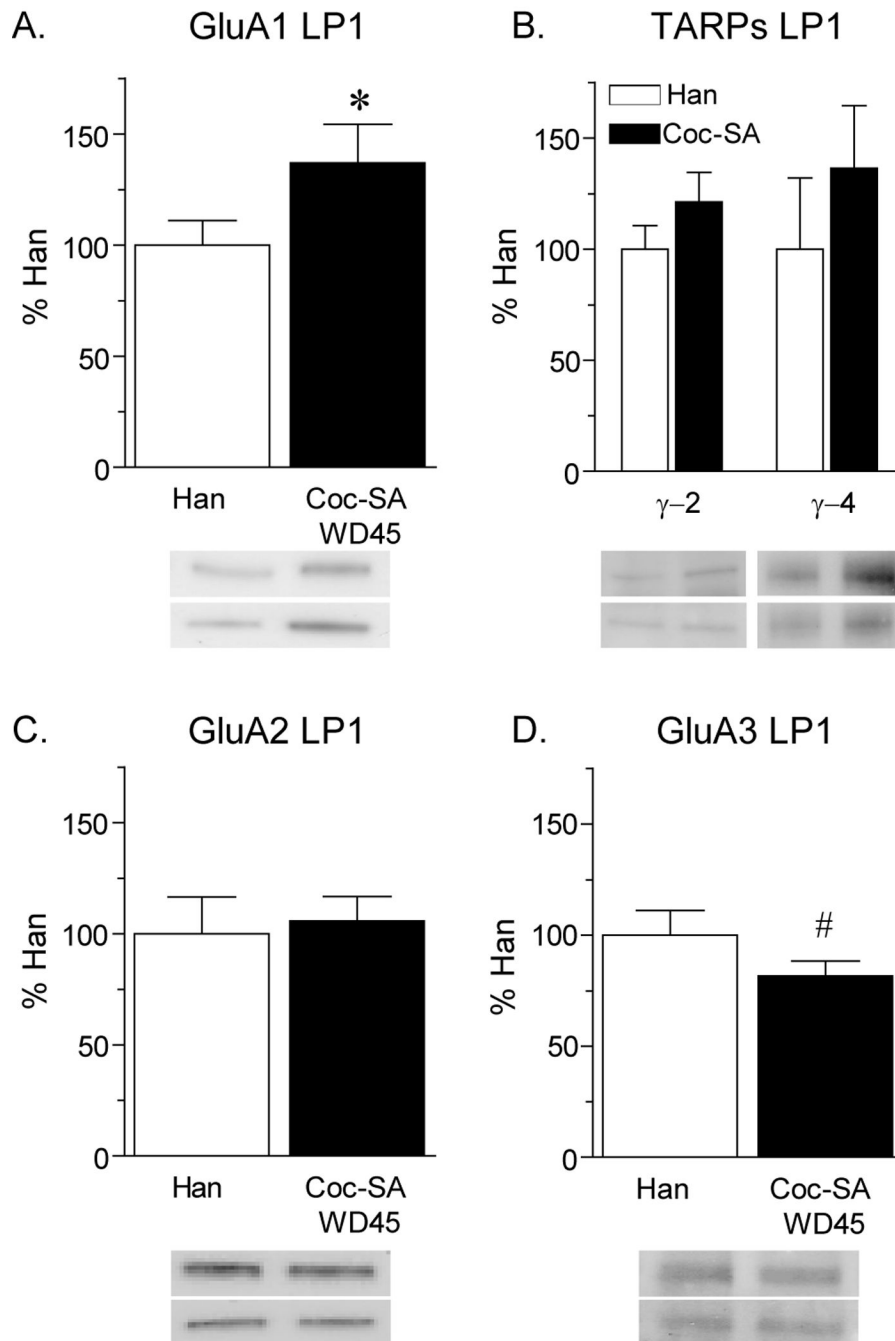 A. GluA1 LP1
% Han
150
100
50
0
*
Han Coc-SA
WD45
B. TARPs LP1
% Han
150
100
50
0
Han
Coc-SA
γ–2 γ–4
C. GluA2 LP1
% Han
150
100
50
0
Han Coc-SA
WD45
D. GluA3 LP1
% Han
150
100
50
0
#
Han Coc-SA
WD45